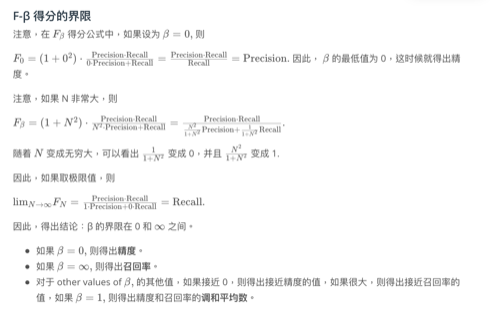 F-β 得分的界限
注意，在 $F_\beta$ 得分公式中，如果设为 $\beta = 0$, 则
$F_0 = (1 + 0^2) \cdot \frac{\text{Precision·Recall}}{0\cdot\text{Precision+Recall}} = \frac{\text{Precision·Recall}}{\text{Recall}} = \text{Precision}$. 因此， $\beta$ 的最低值为 0，这时候就得出精
度。
注意，如果 N 非常大，则
$F_\beta = (1 + N^2) \cdot \frac{\text{Precision·Recall}}{N^2\cdot\text{Precision+Recall}} = \frac{\text{Precision·Recall}}{\frac{N^2}{1+N^2}\text{Precision}+\frac{1}{1+N^2}\text{Recall}}$.
随着 $N$ 变成无穷大，可以看出 $\frac{1}{1+N^2}$ 变成 0，并且 $\frac{N^2}{1+N^2}$ 变成 1.
因此，如果取极限值，则
$\lim_{N\to\infty} F_N = \frac{\text{Precision·Recall}}{1\cdot\text{Precision}+0\cdot\text{Recall}} = \text{Recall}$.
因此，得出结论：β 的界限在 0 和 ∞ 之间。
• 如果 $\beta = 0$, 则得出精度。
• 如果 $\beta = \infty$, 则得出召回率。
• 对于 other values of $\beta$, 的其他值，如果接近 0，则得出接近精度的值，如果很大，则得出接近召回率的
值，如果 $\beta = 1$, 则得出精度和召回率的调和平均数。